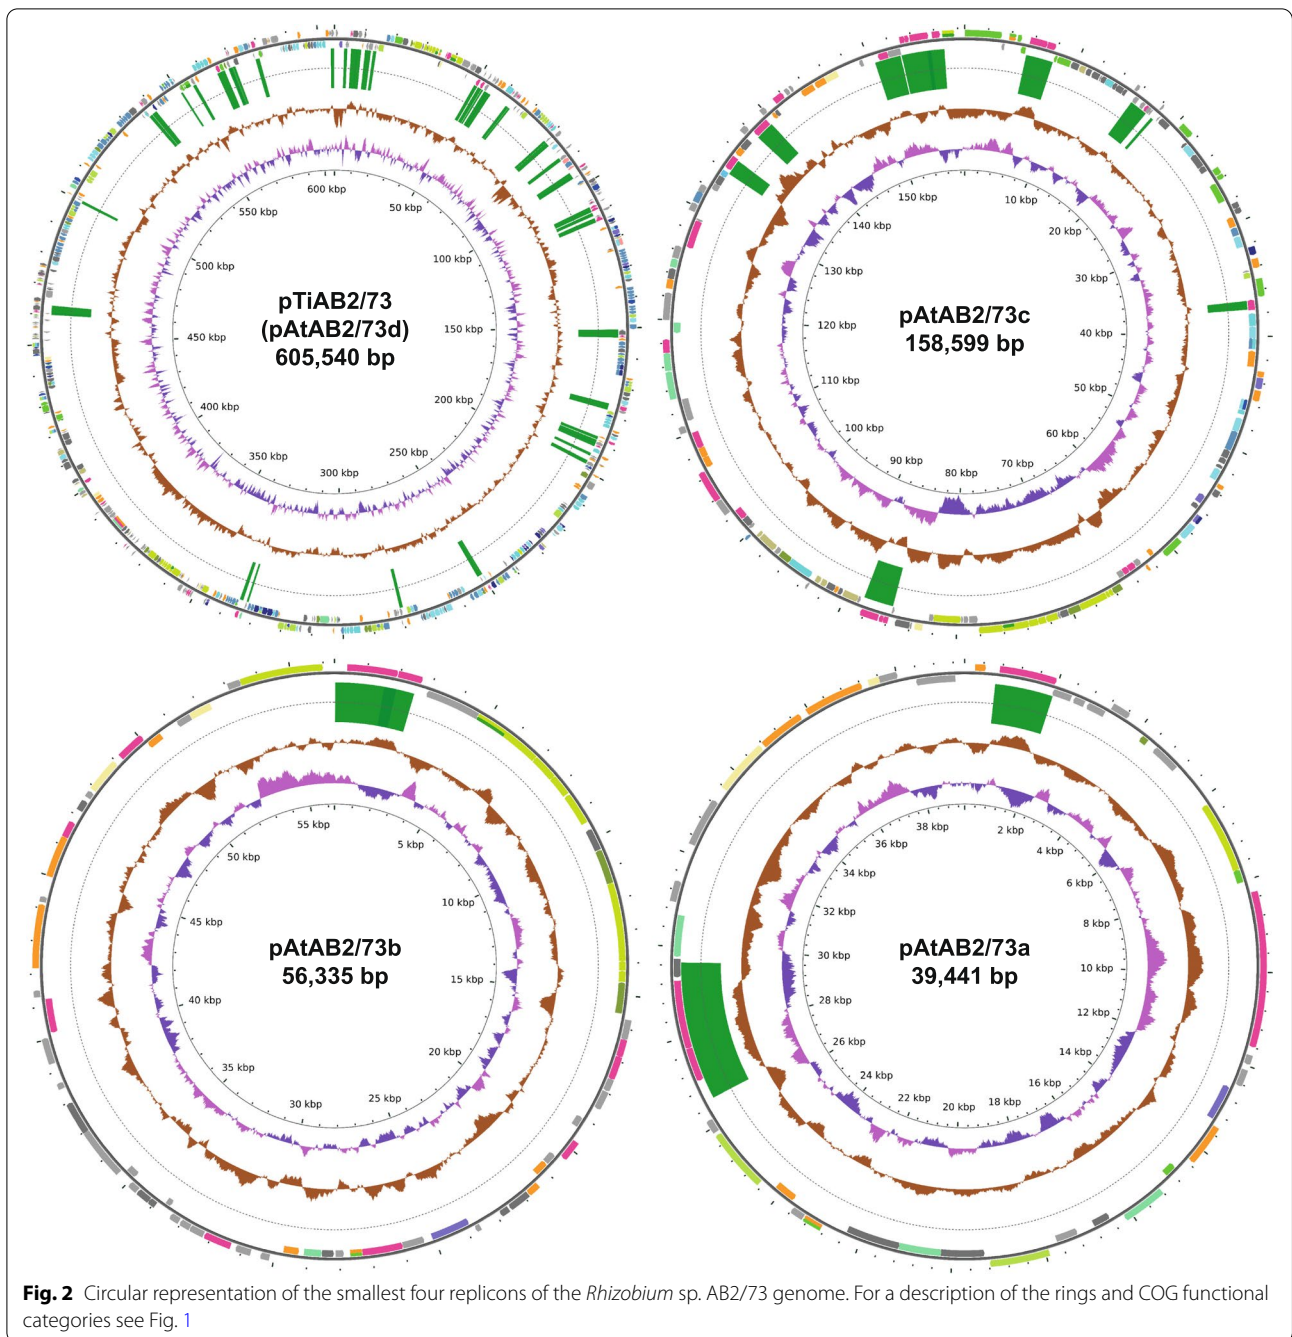 600 kbp
50 kbp
100 kbp
150 kbp
200 kbp
250 kbp
300 kbp
350 kbp
400 kbp
450 kbp
500 kbp
550 kbp
pTiAB2/73
(pAtAB2/73d)
605,540 bp
10 kbp
20 kbp
30 kbp
40 kbp
50 kbp
60 kbp
70 kbp
80 kbp
90 kbp
100 kbp
110 kbp
120 kbp
130 kbp
140 kbp
150 kbp
pAtAB2/73c
158,599 bp
5 kbp
10 kbp
15 kbp
20 kbp
25 kbp
30 kbp
35 kbp
40 kbp
45 kbp
50 kbp
55 kbp
pAtAB2/73b
56,335 bp
2 kbp
4 kbp
6 kbp
8 kbp
10 kbp
12 kbp
14 kbp
16 kbp
18 kbp
20 kbp
22 kbp
24 kbp
26 kbp
28 kbp
30 kbp
32 kbp
34 kbp
36 kbp
38 kbp
pAtAB2/73a
39,441 bp
Fig. 2 Circular representation of the smallest four replicons of the Rhizobium sp. AB2/73 genome. For a description of the rings and COG functional
categories see Fig. 1